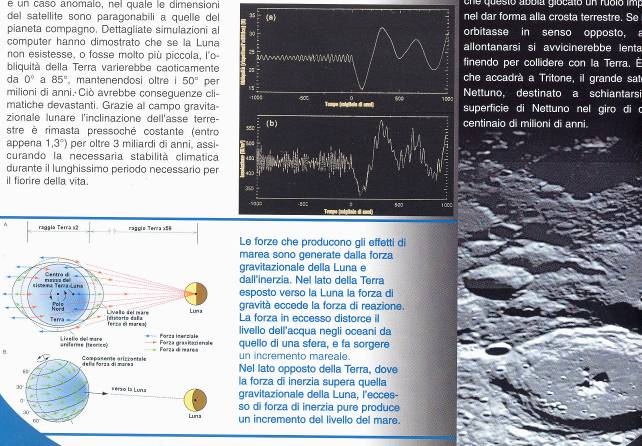 è un caso anomalo, nel quale le dimensioni
del satellite sono paragonabili a quelle del
pianeta compagno. Dettagliate simulazioni al
computer hanno dimostrato che se la Luna
non esistesse, o fosse molto più piccola, l'o-
bliquità della Terra varierebbe caoticamente
da 0° a 85°, mantenendosi oltre i 50° per
milioni di anni. Ciò avrebbe conseguenze cli-
matiche devastanti. Grazie al campo gravita-
zionale lunare l'inclinazione dell'asse terre-
stre è rimasta pressoché costante (entro
appena 1,3°) per oltre 3 miliardi di anni, assi-
curando la necessaria stabilità climatica
durante il lunghissimo periodo necessario per
il fiorire della vita.
(a)
35
30
25
20
15
-1000
-500
0
500
1000
Tempo (migliaia di anni)
(b)
550
500
450
400
350
-1000
-500
0
500
1000
Tempo (migliaia di anni)
che questo abbia giocato un ruolo imp
nel dar forma alla crosta terrestre. Se
orbitasse in senso opposto, a
allontanarsi si avvicinerebbe lenta
finendo per collidere con la Terra. È
che accadrà a Tritone, il grande sate
Nettuno, destinato a schiantarsi
superficie di Nettuno nel giro di
centinaio di milioni di anni.
A.
raggio Terra x2
raggio Terra x59
Centro di
massa del
sistema Terra-Luna
Polo
Nord
Terra
Livello del mare
(distorto dalla
forza di marea)
Luna
Livello del mare
uniforme (teorico)
Forza inerziale
Forza gravitazionale
Forza di marea
B.
Componente orizzontale
della forza di marea
60°
30°
0°
30°
60°
verso la Luna
Luna
Le forze che producono gli effetti di
marea sono generate dalla forza
gravitazionale della Luna e
dall'inerzia. Nel lato della Terra
esposto verso la Luna la forza di
gravità eccede la forza di reazione.
La forza in eccesso distorce il
livello dell'acqua negli oceani da
quello di una sfera, e fa sorgere
un incremento mareale.
Nel lato opposto della Terra, dove
la forza di inerzia supera quella
gravitazionale della Luna, l'ecces-
so di forza di inerzia pure produce
un incremento del livello del mare.